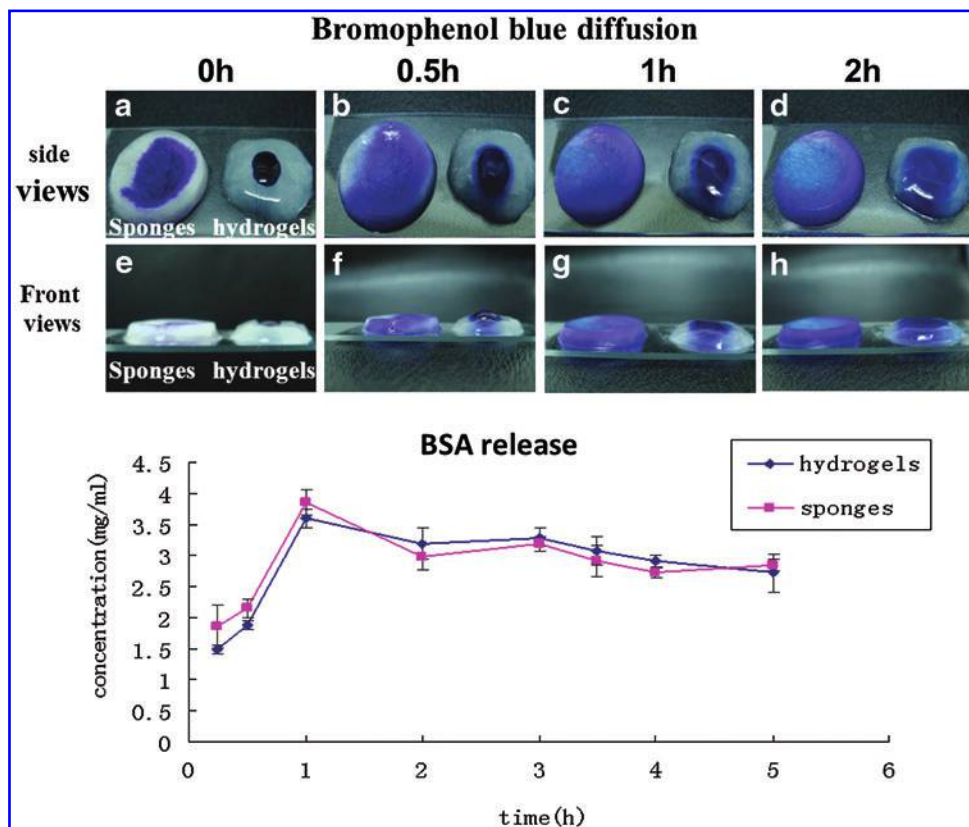 Bromophenol blue diffusion
0h 0.5h 1h 2h
side
views
a b c d
Sponges hydrogels
Front
views
e f g h
Sponges hydrogels
BSA release
hydrogels
sponges
concentration(mg/ml)
4.5
4
3.5
3
2.5
2
1.5
1
0.5
0
0 1 2 3 4 5 6
time(h)